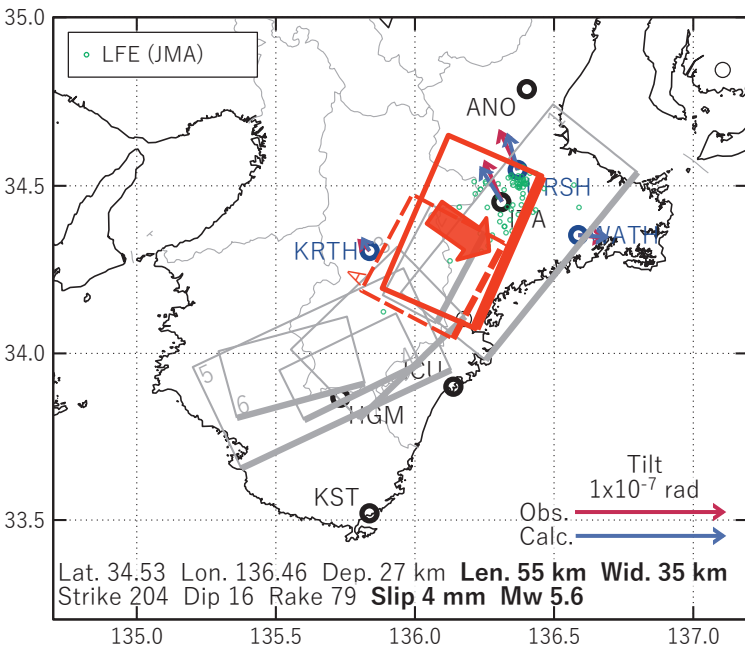 35.0
LFE (JMA)
ANO
34.5
RSH
ITA
KRTH
WATH
A
34.0
5
4
ICU
6
HGM
Tilt
1x10⁻⁷ rad
KST
33.5
Obs.
Calc.
Lat. 34.53 Lon. 136.46 Dep. 27 km Len. 55 km Wid. 35 km
Strike 204 Dip 16 Rake 79 Slip 4 mm Mw 5.6
135.0 135.5 136.0 136.5 137.0